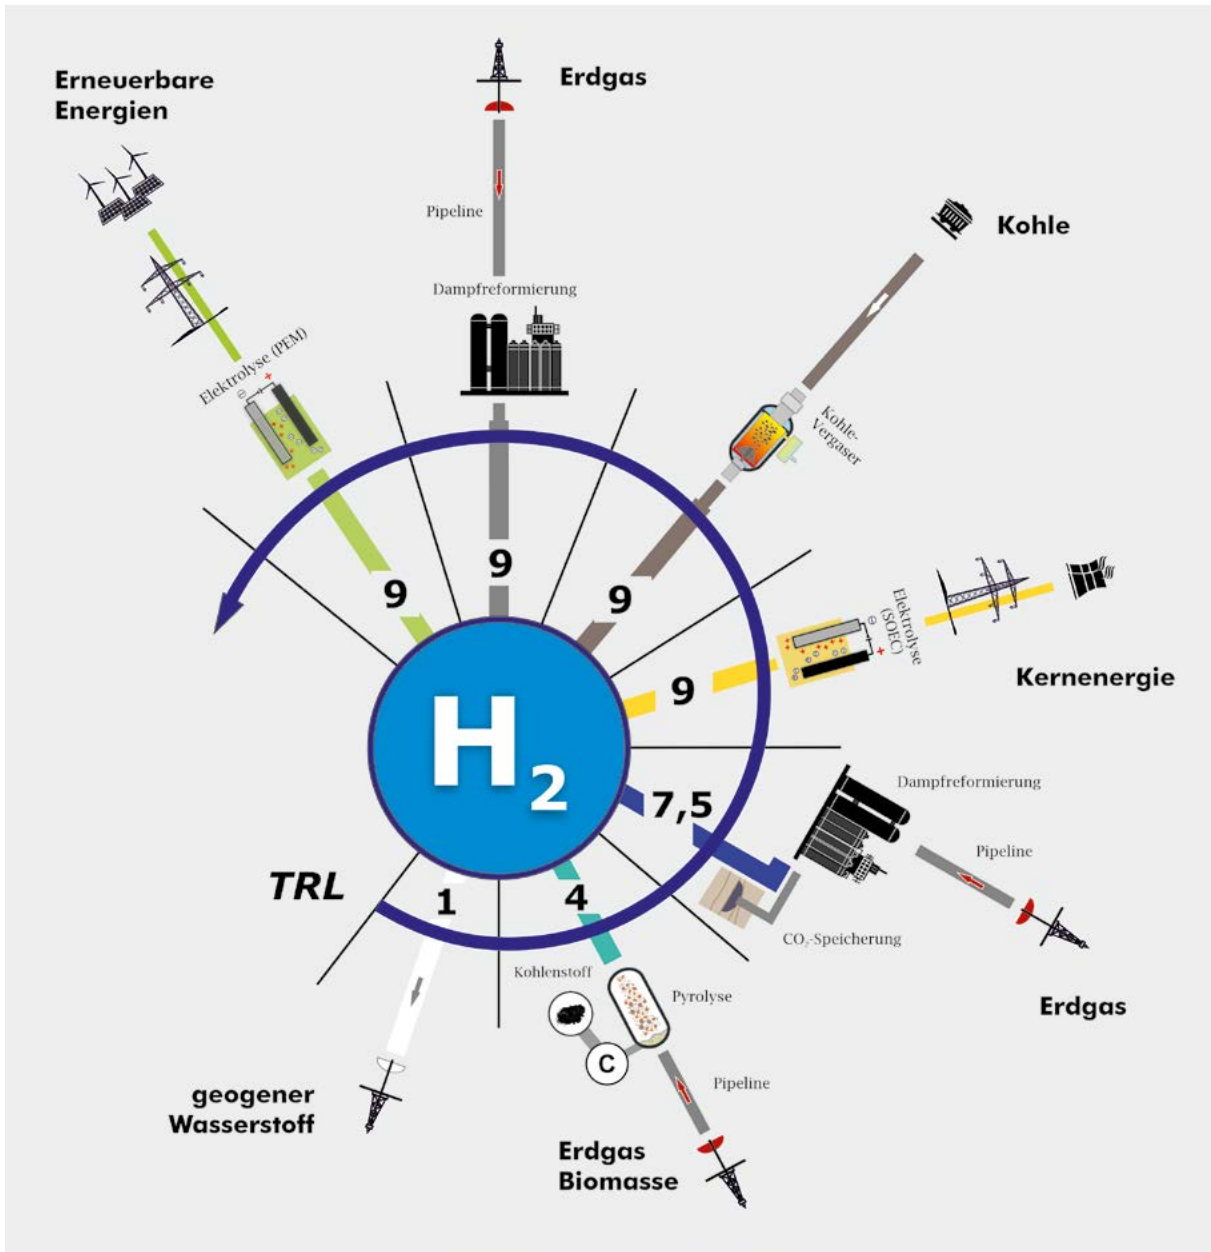 Erneuerbare
Energien
Erdgas
Pipeline
Kohle
Dampfreformierung
Elektrolyse (PEM)
⊖
+
Kohle-
Vergaser
9
9
9
Elektrolyse
(SOEC)
⊖
+
9
Kernenergie
H₂
7,5
Dampfreformierung
Pipeline
TRL
1
4
CO₂-Speicherung
Kohlenstoff
Pyrolyse
Erdgas
C
Pipeline
geogener
Wasserstoff
Erdgas
Biomasse